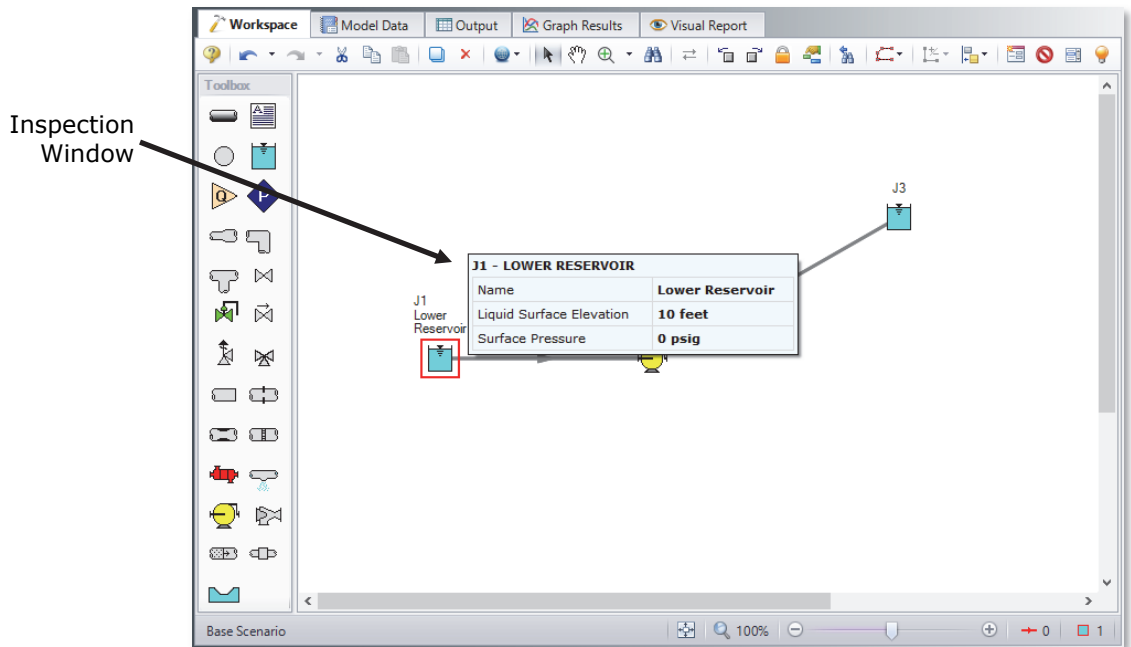 Workspace Model Data Output Graph Results Visual Report
Toolbox
Inspection
Window
A
Q P
J3
J1 - LOWER RESERVOIR
Name Lower Reservoir
Liquid Surface Elevation 10 feet
Surface Pressure 0 psig
J1
Lower
Reservoir
Base Scenario 100% 0 1